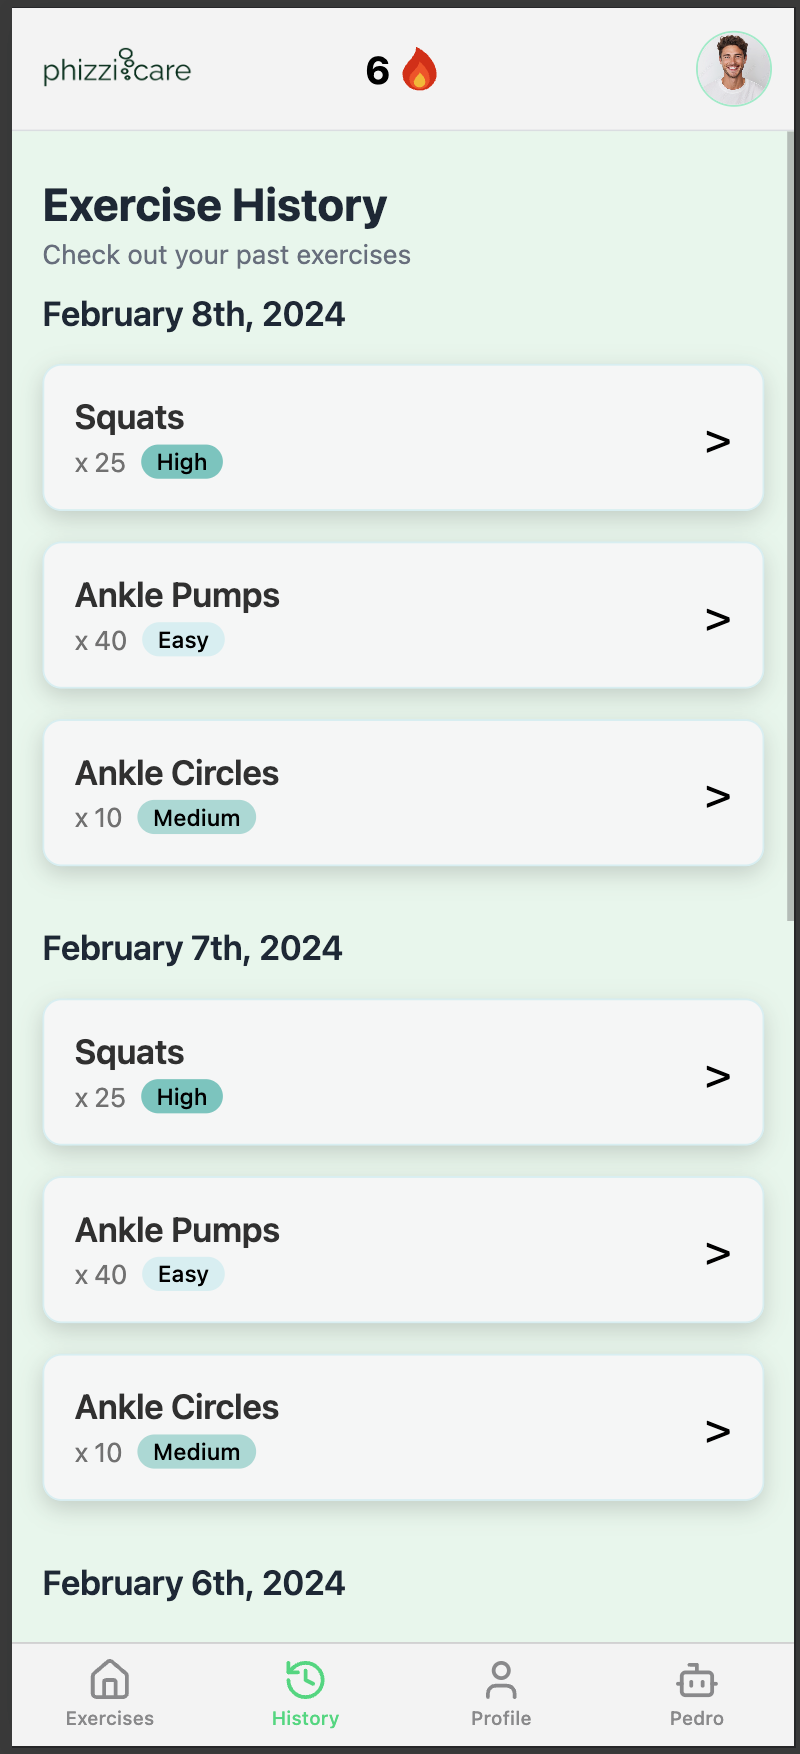 phizzi care
6
Exercise History
Check out your past exercises
February 8th, 2024
Squats
x 25 High
>
Ankle Pumps
x 40 Easy
>
Ankle Circles
x 10 Medium
>
February 7th, 2024
Squats
x 25 High
>
Ankle Pumps
x 40 Easy
>
Ankle Circles
x 10 Medium
>
February 6th, 2024
Exercises History Profile Pedro